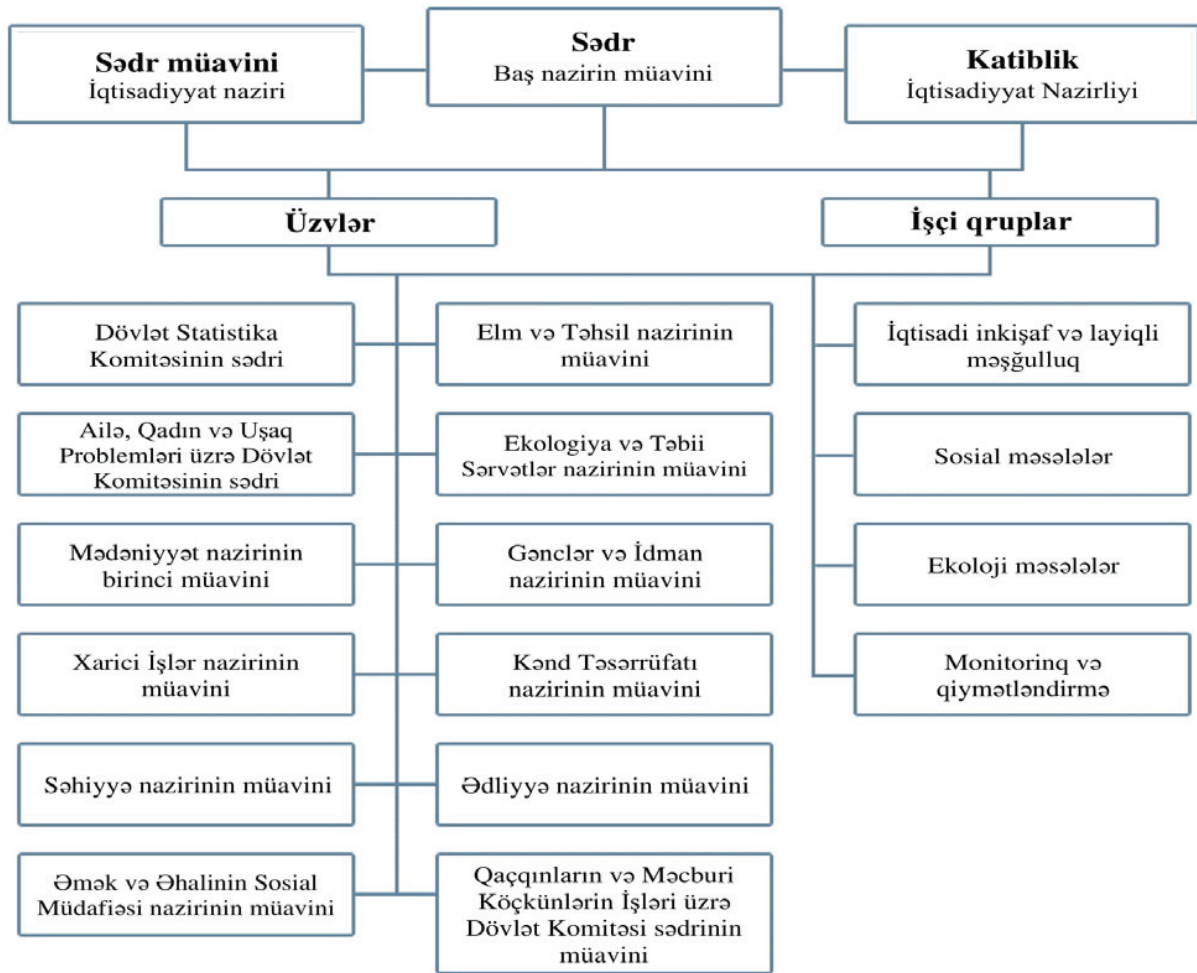 Sədr müavini
İqtisadiyyat naziri
Sədr
Baş nazirin müavini
Katiblik
İqtisadiyyat Nazirliyi
Üzvlər
İşçi qruplar
Dövlət Statistika
Komitəsinin sədri
Elm və Təhsil nazirinin
müavini
İqtisadi inkişaf və layiqli
məşğulluq
Ailə, Qadın və Uşaq
Problemləri üzrə Dövlət
Komitəsinin sədri
Ekologiya və Təbii
Sərvətlər nazirinin müavini
Sosial məsələlər
Mədəniyyət nazirinin
birinci müavini
Gənclər və İdman
nazirinin müavini
Ekoloji məsələlər
Xarici İşlər nazirinin
müavini
Kənd Təsərrüfatı
nazirinin müavini
Monitorinq və
qiymətləndirmə
Səhiyyə nazirinin müavini
Ədliyyə nazirinin müavini
Əmək və Əhalinin Sosial
Müdafiəsi nazirinin müavini
Qaçqınların və Məcburi
Köçkünlərin İşləri üzrə
Dövlət Komitəsi sədrinin
müavini